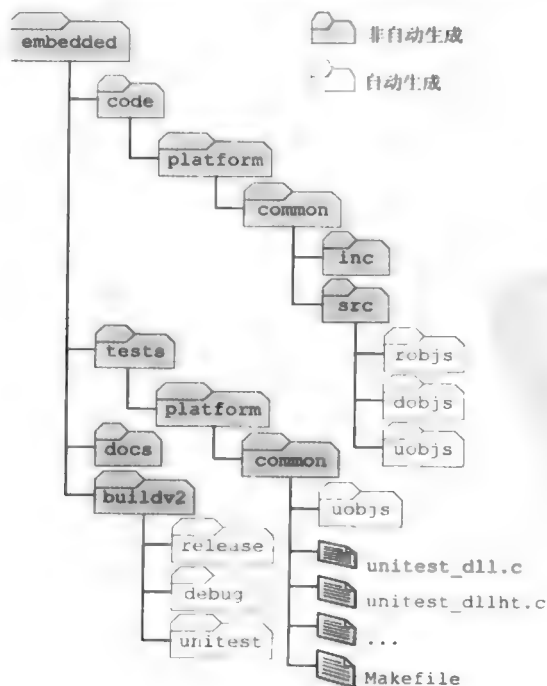 embedded
非自动生成
自动生成
code
platform
common
inc
src
robjs
dobjs
uobjs
tests
platform
common
docs
buildv2
uobjs
release
debug
unitest
unitest_dll.c
unitest_dllht.c
...
Makefile